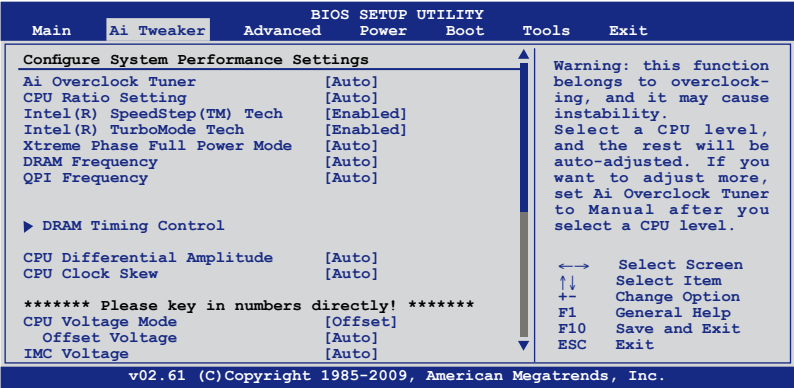 BIOS SETUP UTILITY
Main Ai Tweaker Advanced Power Boot Tools Exit
Configure System Performance Settings
Ai Overclock Tuner [Auto]
CPU Ratio Setting [Auto]
Intel(R) SpeedStep(TM) Tech [Enabled]
Intel(R) TurboMode Tech [Enabled]
Xtreme Phase Full Power Mode [Auto]
DRAM Frequency [Auto]
QPI Frequency [Auto]
DRAM Timing Control
CPU Differential Amplitude [Auto]
CPU Clock Skew [Auto]
******* Please key in numbers directly! *******
CPU Voltage Mode [Offset]
Offset Voltage [Auto]
IMC Voltage [Auto]
Warning: this function
belongs to overclock-
ing, and it may cause
instability.
Select a CPU level,
and the rest will be
auto-adjusted. If you
want to adjust more,
set Ai Overclock Tuner
to Manual after you
select a CPU level.
←→ Select Screen
↑↓ Select Item
+- Change Option
F1 General Help
F10 Save and Exit
ESC Exit
v02.61 (C)Copyright 1985-2009, American Megatrends, Inc.